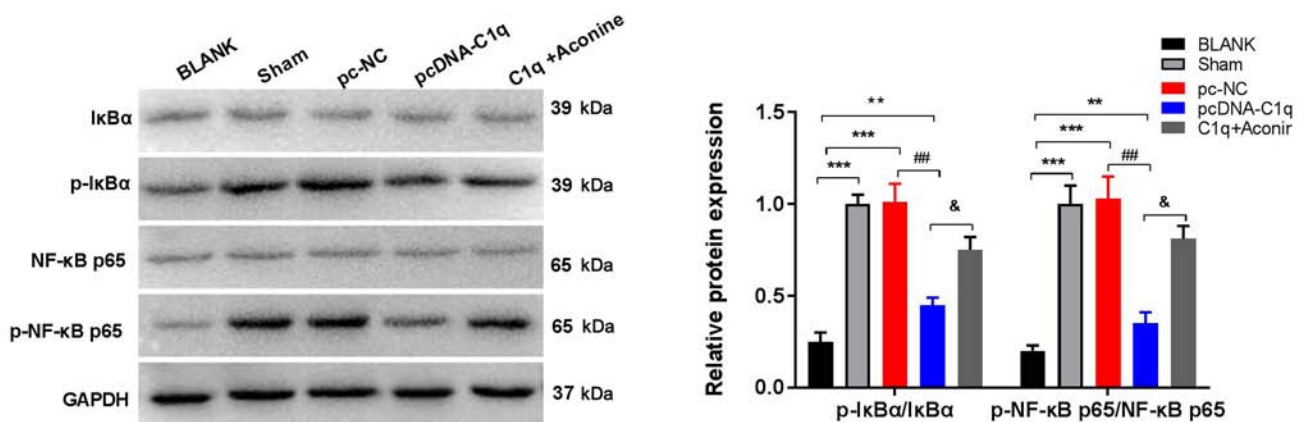 BLANK
Sham
pc-NC
pcDNA-C1q
C1q +Aconine
IκBα
39 kDa
p-IκBα
39 kDa
NF-κB p65
65 kDa
p-NF-κB p65
65 kDa
GAPDH
37 kDa
BLANK
Sham
pc-NC
pcDNA-C1q
C1q+Aconir
Relative protein expression
1.5
1.0
0.5
0.0
**
***
***
##
&
**
***
***
##
&
p-IκBα/IκBα
p-NF-κB p65/NF-κB p65